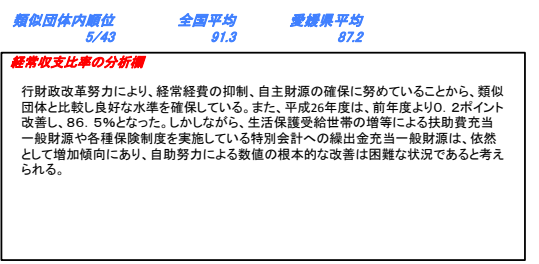 類似団体内順位 全国平均 愛媛県平均
5/43 91.3 87.2
経常収支比率の分析欄
行財政改革努力により、経常経費の抑制、自主財源の確保に努めていることから、類似
団体と比較し良好な水準を確保している。また、平成26年度は、前年度より0．2ポイント
改善し、86．5%となった。しかしながら、生活保護受給世帯の増等による扶助費充当
一般財源や各種保険制度を実施している特別会計への繰出金充当一般財源は、依然
として増加傾向にあり、自助努力による数値の根本的な改善は困難な状況であると考え
られる。